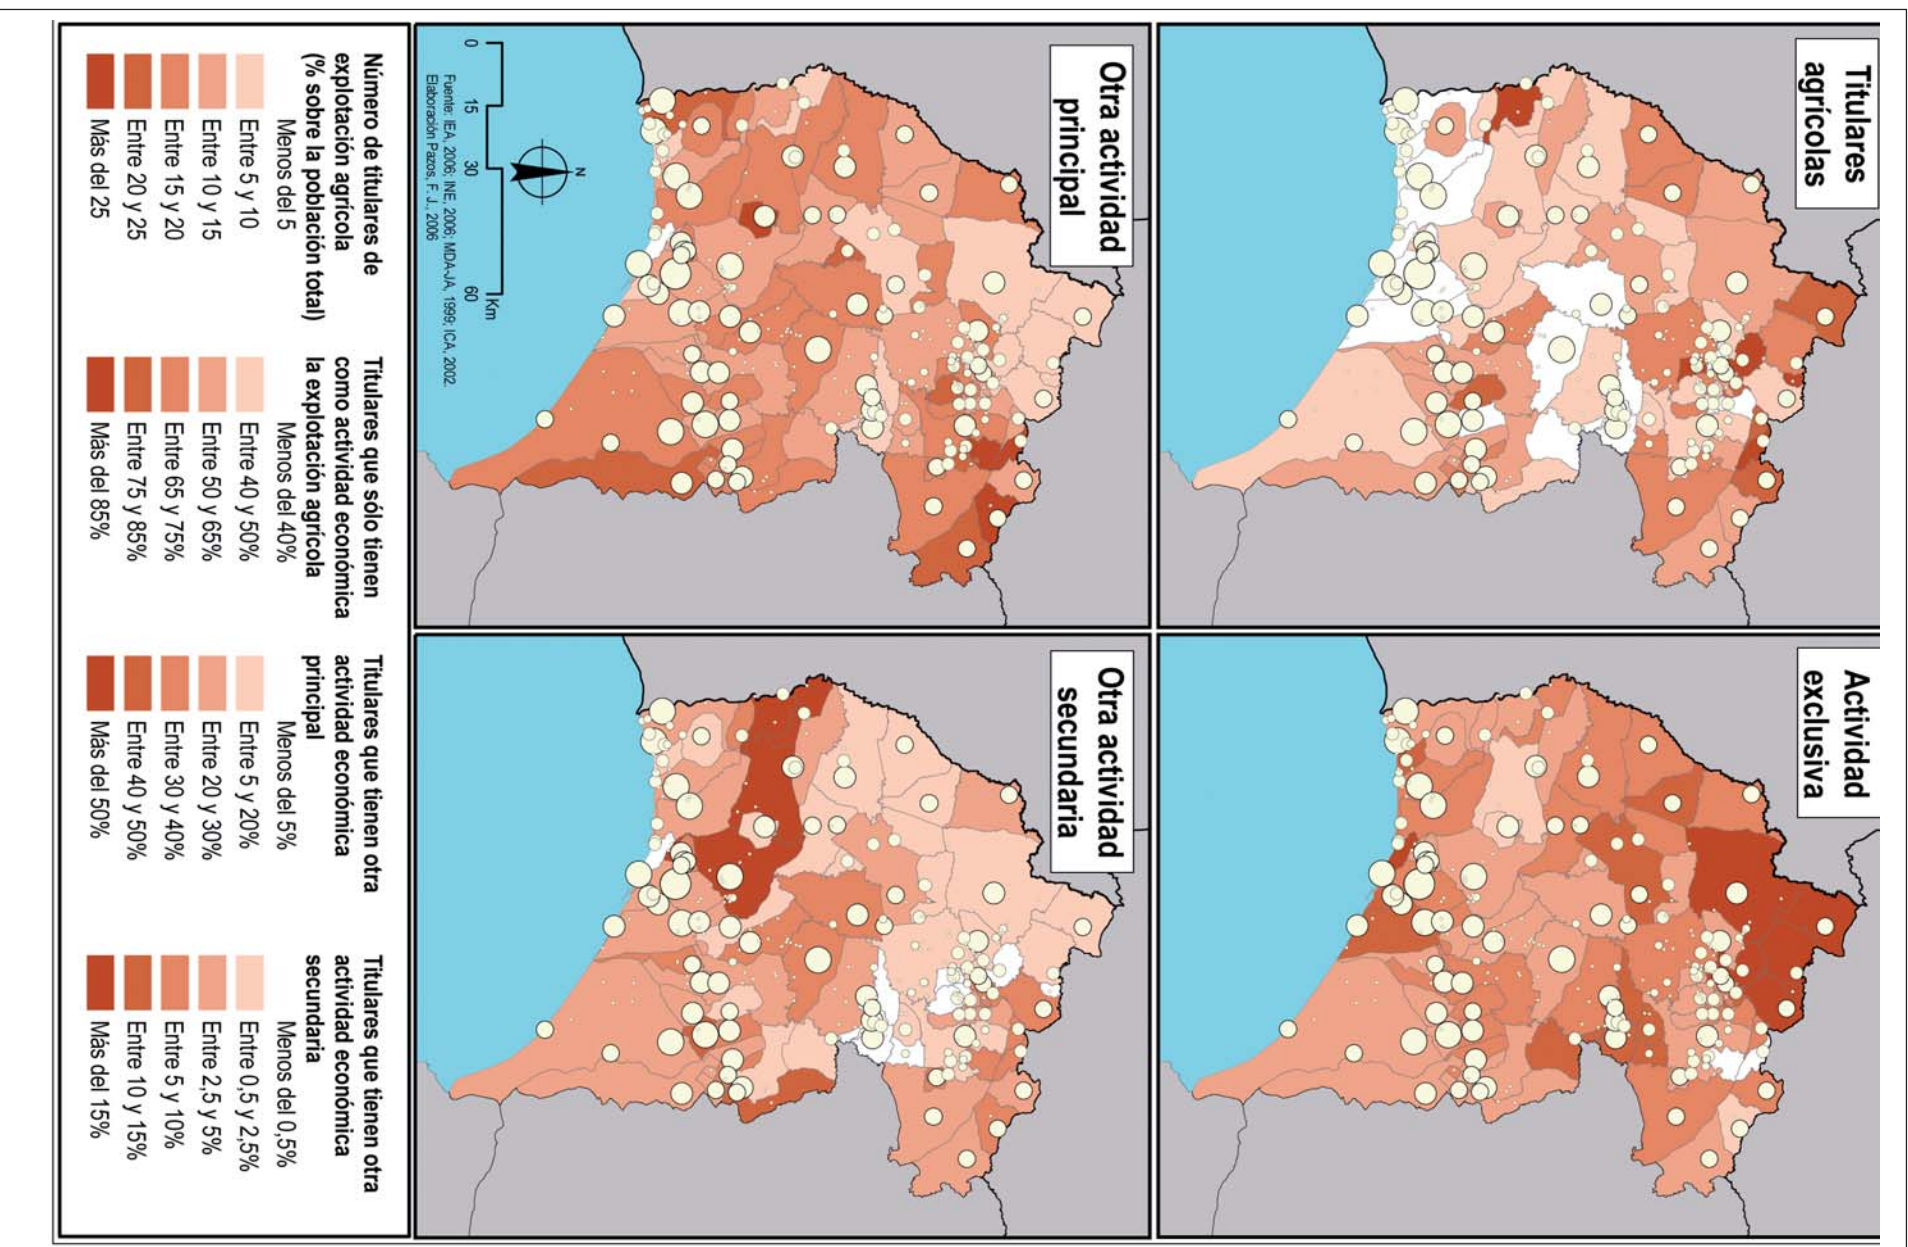 Titulares
agrícolas
Actividad
exclusiva
Otra actividad
principal
Otra actividad
secundaria
N
0 15 30 60
Km
Fuente: IEA, 2006; INE, 2006; MDA-JA, 1999; ICA, 2002.
Elaboración Pazos, F. J., 2006
Número de titulares de
explotación agrícola
(% sobre la población total)
Menos del 5
Entre 5 y 10
Entre 10 y 15
Entre 15 y 20
Entre 20 y 25
Más del 25
Titulares que sólo tienen
como actividad económica
la explotación agrícola
Menos del 40%
Entre 40 y 50%
Entre 50 y 65%
Entre 65 y 75%
Entre 75 y 85%
Más del 85%
Titulares que tienen otra
actividad económica
principal
Menos del 5%
Entre 5 y 20%
Entre 20 y 30%
Entre 30 y 40%
Entre 40 y 50%
Más del 50%
Titulares que tienen otra
actividad económica
secundaria
Menos del 0,5%
Entre 0,5 y 2,5%
Entre 2,5 y 5%
Entre 5 y 10%
Entre 10 y 15%
Más del 15%